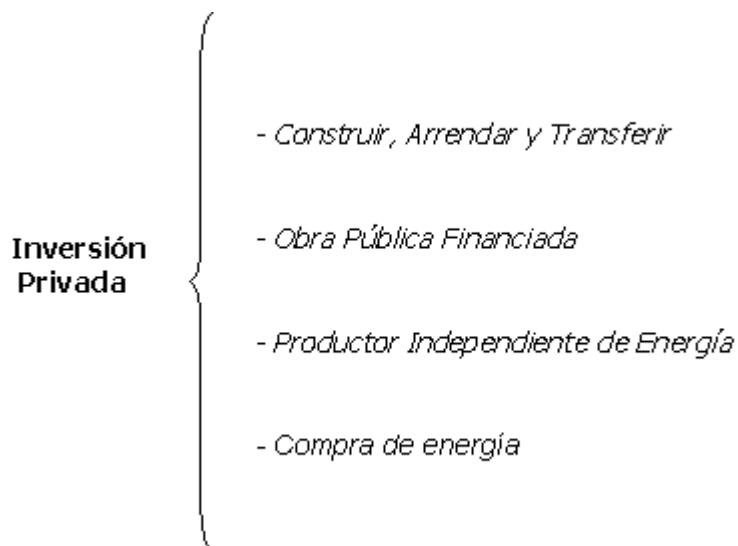 Inversión
Privada
- Construir, Arrendar y Transferir
- Obra Pública Financiada
- Productor Independiente de Energía
- Compra de energía